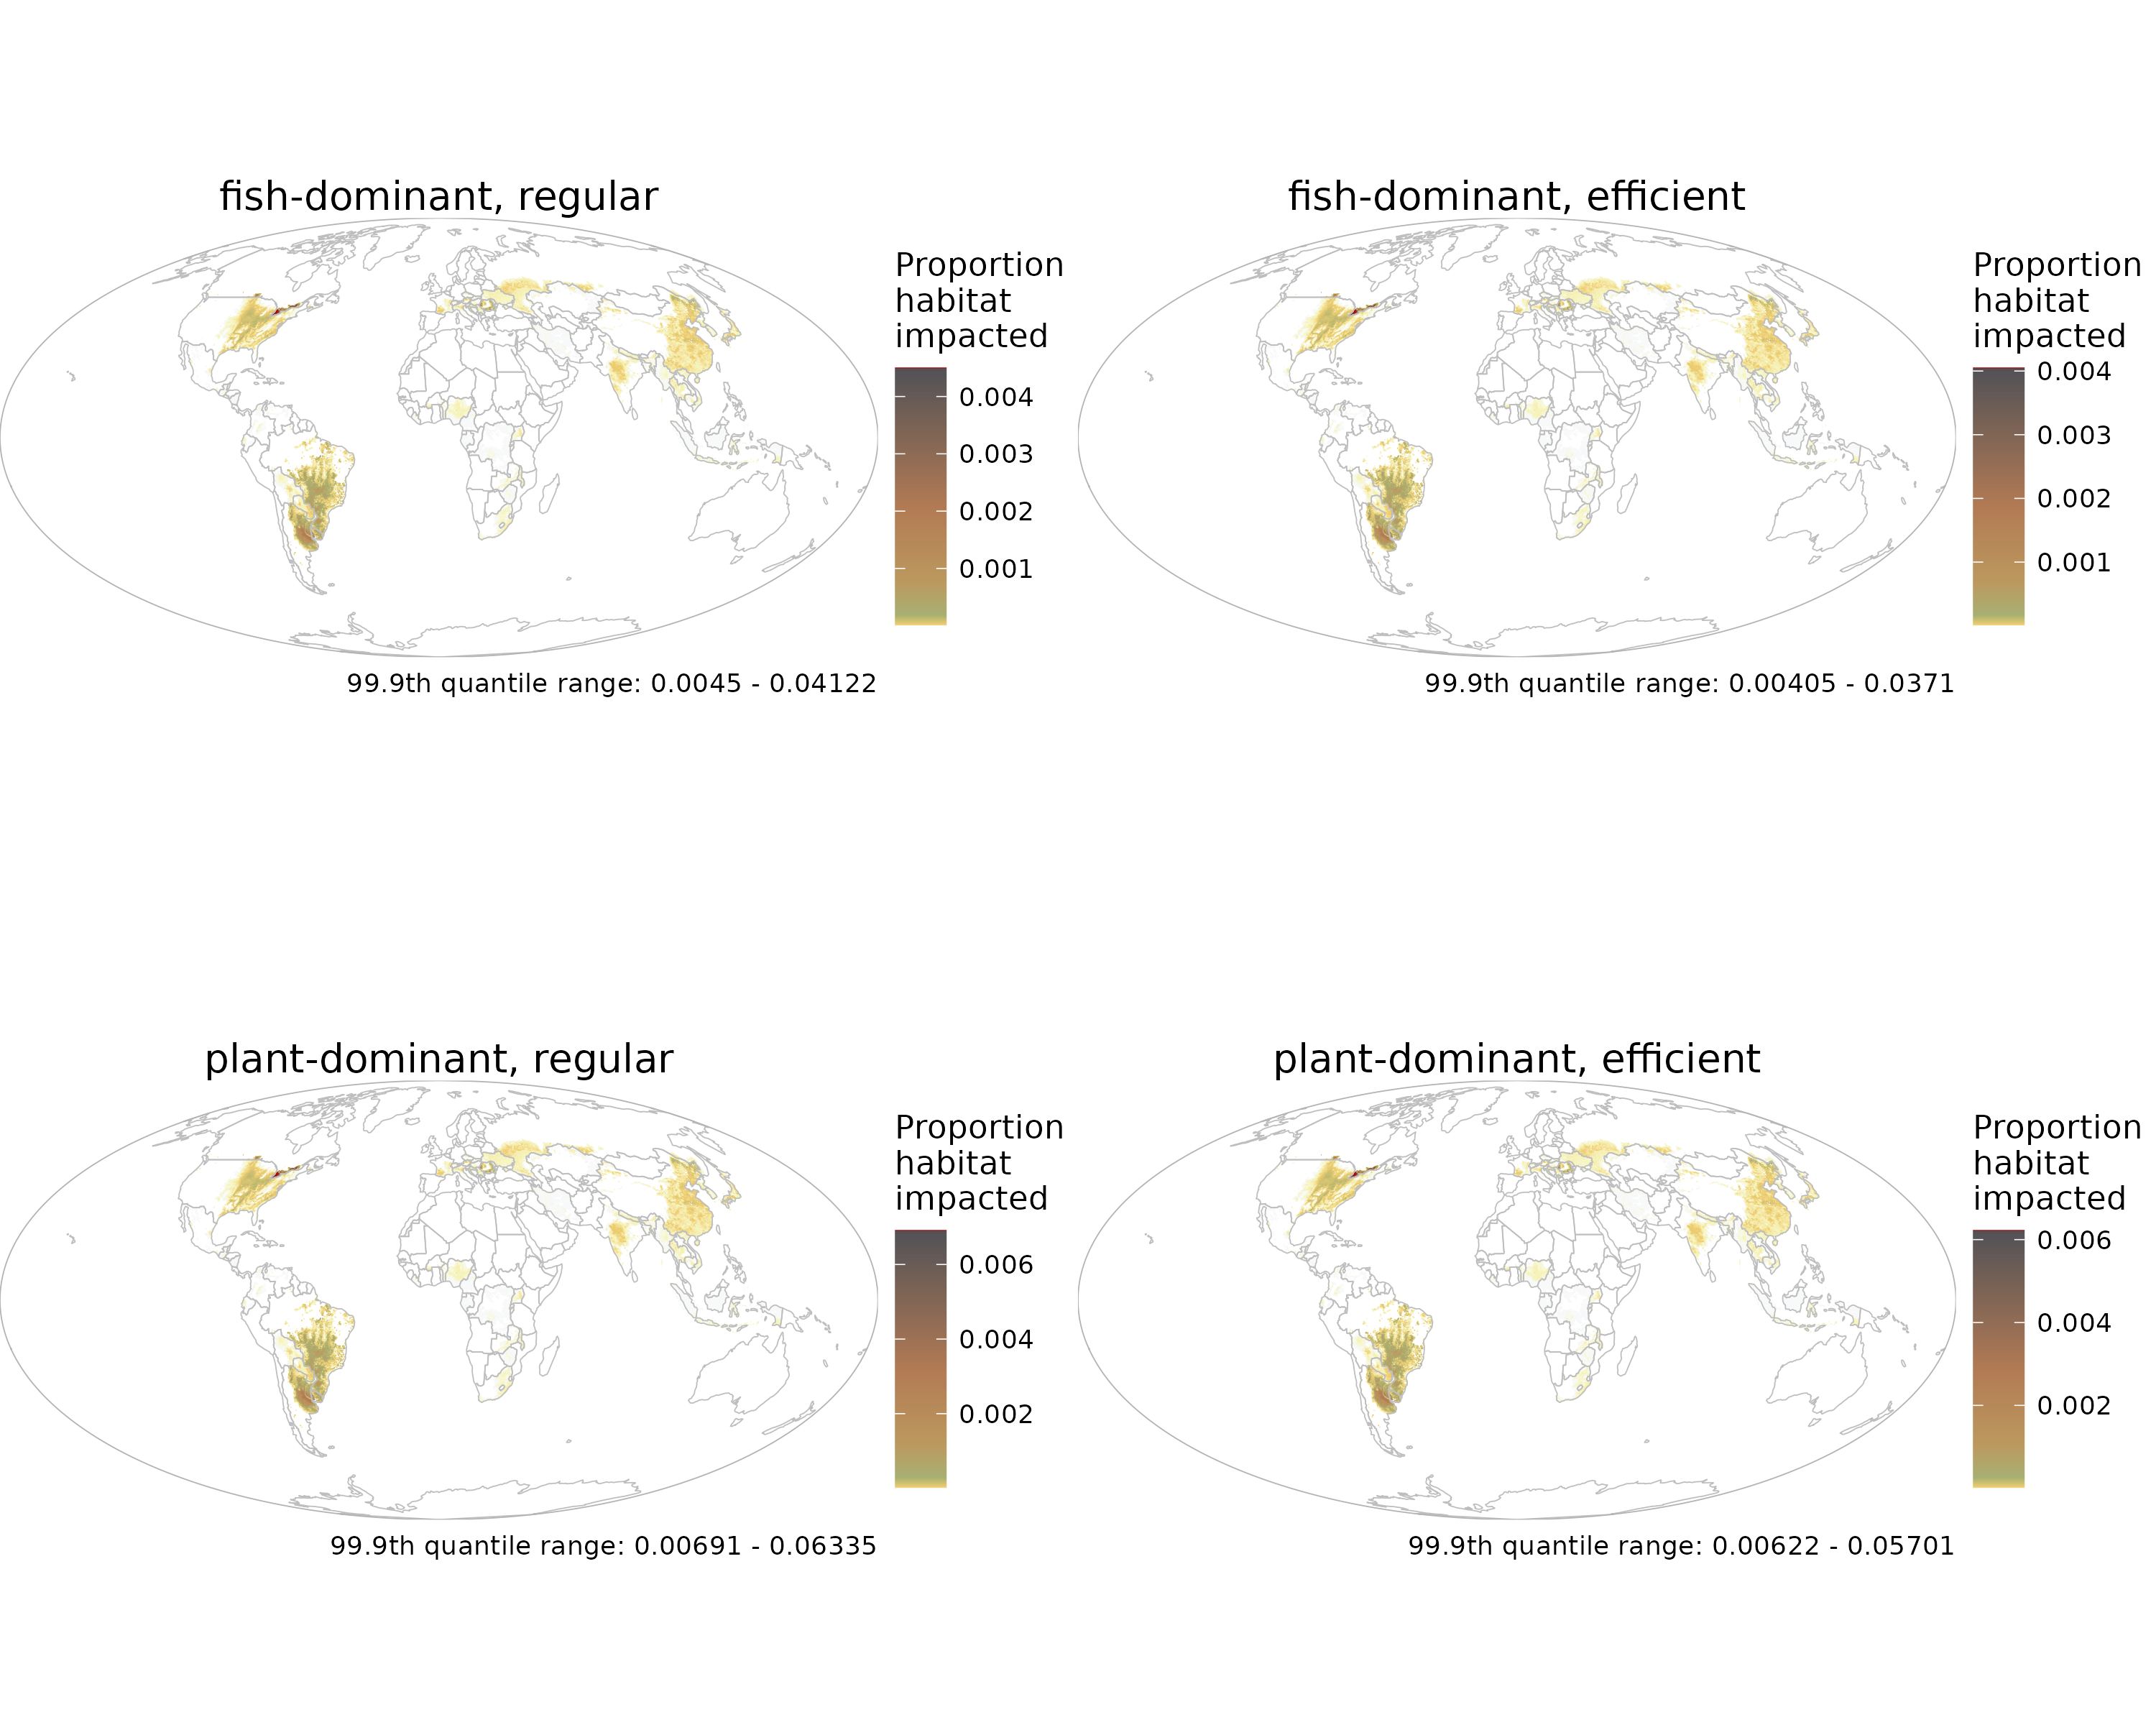 fish-dominant, regular
Proportion
habitat
impacted
0.004
0.003
0.002
0.001
99.9th quantile range: 0.0045 - 0.04122
fish-dominant, efficient
Proportion
habitat
impacted
0.004
0.003
0.002
0.001
99.9th quantile range: 0.00405 - 0.0371
plant-dominant, regular
Proportion
habitat
impacted
0.006
0.004
0.002
99.9th quantile range: 0.00691 - 0.06335
plant-dominant, efficient
Proportion
habitat
impacted
0.006
0.004
0.002
99.9th quantile range: 0.00622 - 0.05701